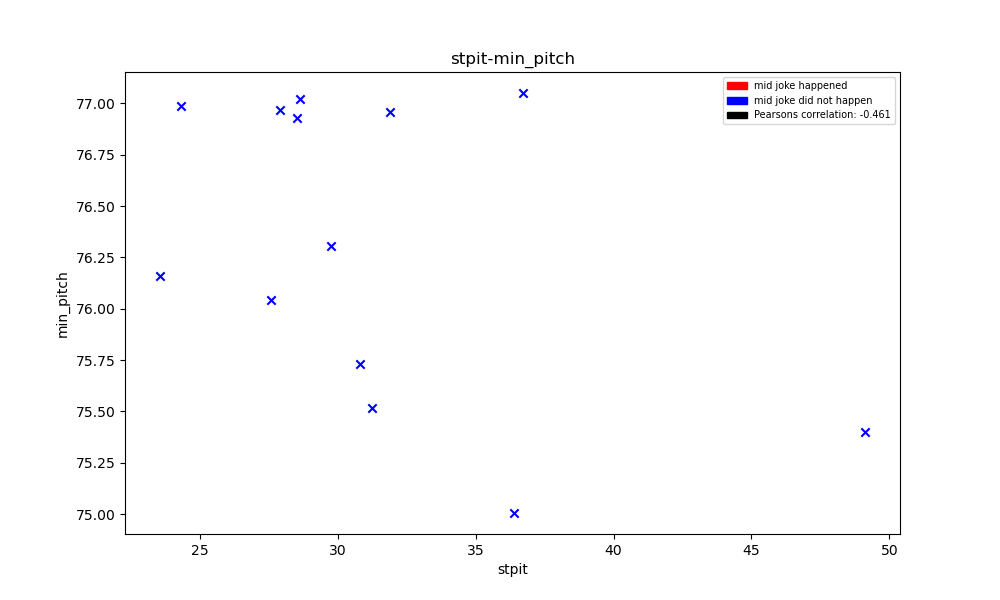 stpit-min_pitch
mid joke happened
mid joke did not happen
Pearsons correlation: -0.461
77.00
76.75
76.50
76.25
76.00
75.75
75.50
75.25
75.00
min_pitch
25 30 35 40 45 50
stpit